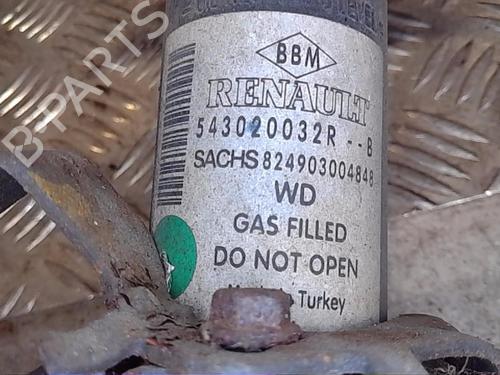 BBM
RENAULT
543020032R --B
SACHS 824903004848
WD
GAS FILLED
DO NOT OPEN
Turkey
B-PARTS